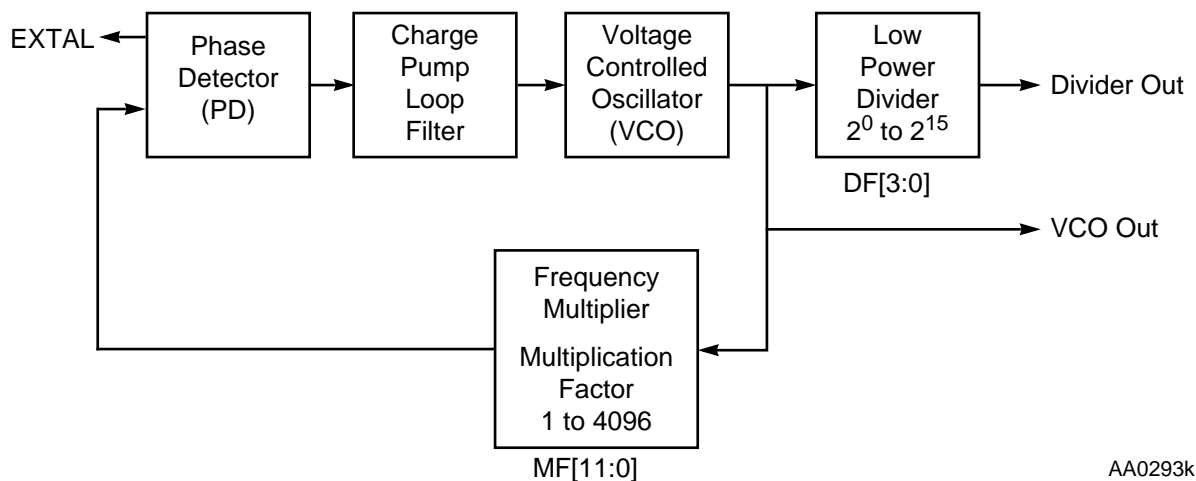 EXTAL
Phase
Detector
(PD)
Charge
Pump
Loop
Filter
Voltage
Controlled
Oscillator
(VCO)
Low
Power
Divider
2⁰ to 2¹⁵
DF[3:0]
Divider Out
VCO Out
Frequency
Multiplier
Multiplication
Factor
1 to 4096
MF[11:0]
AA0293k